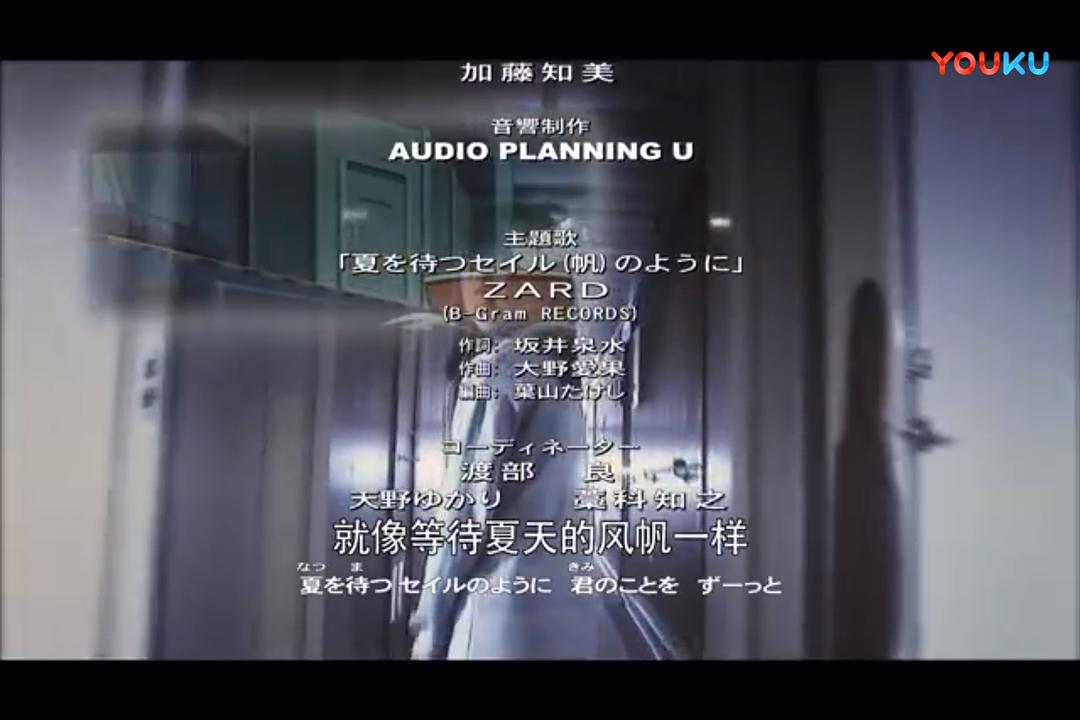 YOUKU
加藤知美
音響制作
AUDIO PLANNING U
主題歌
「夏を待つセイル(帆)のように」
ZARD
(B-Gram RECORDS)
作詞: 坂井泉水
作曲: 大野愛果
編曲: 葉山たけし
コーディネーター
渡部 良
天野ゆかり 藁科知之
就像等待夏天的风帆一样
なつ ま きみ
夏を待つ セイルのように 君のことを ずーっと